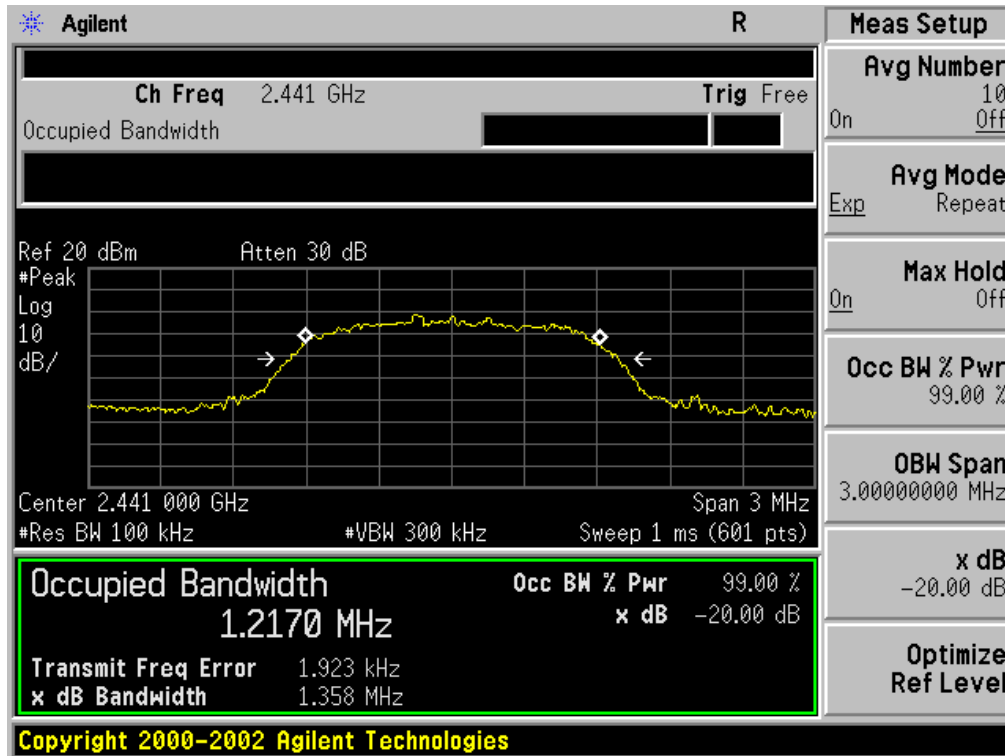 Agilent R
Ch Freq 2.441 GHz Trig Free
Occupied Bandwidth
Ref 20 dBm Atten 30 dB
#Peak
Log
10
dB/
Center 2.441 000 GHz Span 3 MHz
#Res BW 100 kHz #VBW 300 kHz Sweep 1 ms (601 pts)
Occupied Bandwidth
1.2170 MHz
Occ BW % Pwr 99.00 %
x dB -20.00 dB
Transmit Freq Error 1.923 kHz
x dB Bandwidth 1.358 MHz
Meas Setup
Avg Number
10
On Off
Avg Mode
Exp Repeat
Max Hold
On Off
Occ BW % Pwr
99.00 %
OBW Span
3.00000000 MHz
x dB
-20.00 dB
Optimize
Ref Level
Copyright 2000-2002 Agilent Technologies